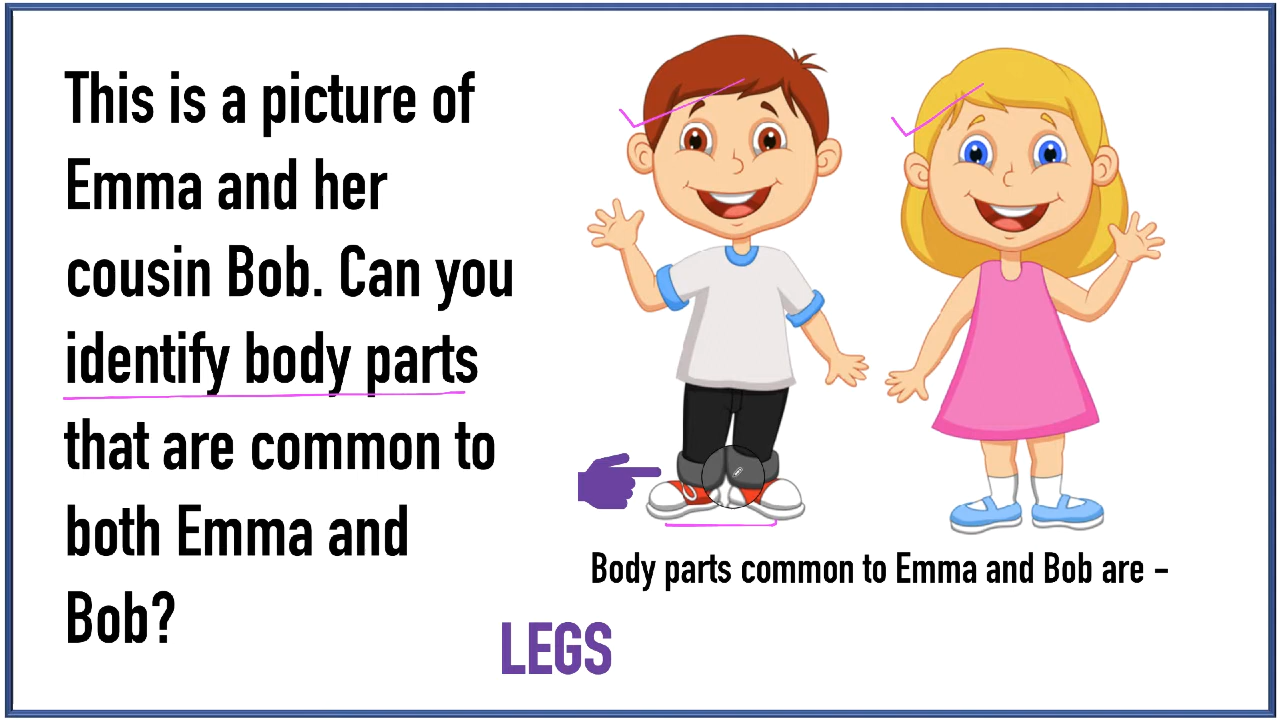 This is a picture of
Emma and her
cousin Bob. Can you
identify body parts
that are common to
both Emma and
Bob?
Body parts common to Emma and Bob are –
LEGS